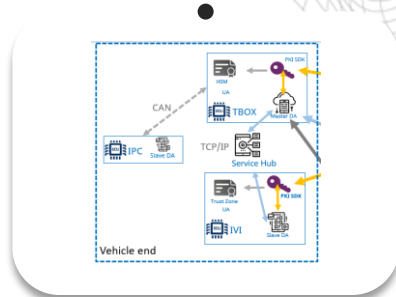 PKI SDK
HSM
UA
Master DA
TBOX
CAN
IPC
Slave DA
TCP/IP
Service Hub
PKI SDK
Trust Zone
UA
Slave DA
IVI
Vehicle end